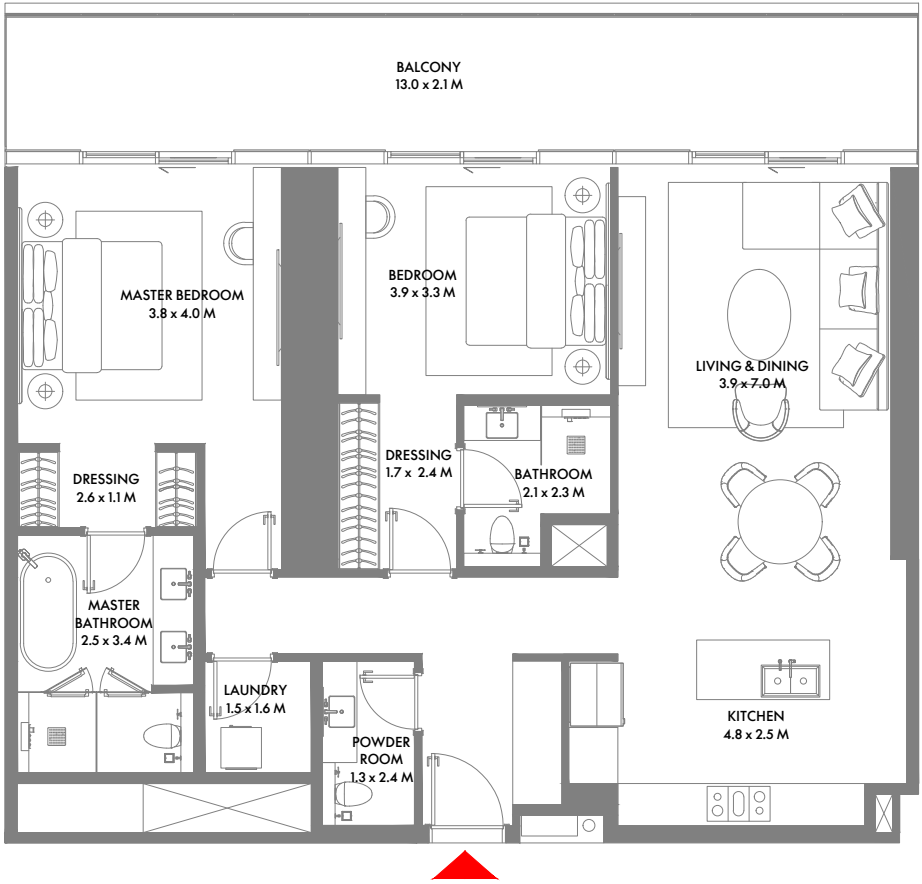 BALCONY
13.0 x 2.1 M
MASTER BEDROOM
3.8 x 4.0 M
BEDROOM
3.9 x 3.3 M
LIVING & DINING
3.9 x 7.0 M
DRESSING
2.6 x 1.1 M
DRESSING
1.7 x 2.4 M
BATHROOM
2.1 x 2.3 M
MASTER
BATHROOM
2.5 x 3.4 M
LAUNDRY
1.5 x 1.6 M
POWDER
ROOM
1.3 x 2.4 M
KITCHEN
4.8 x 2.5 M